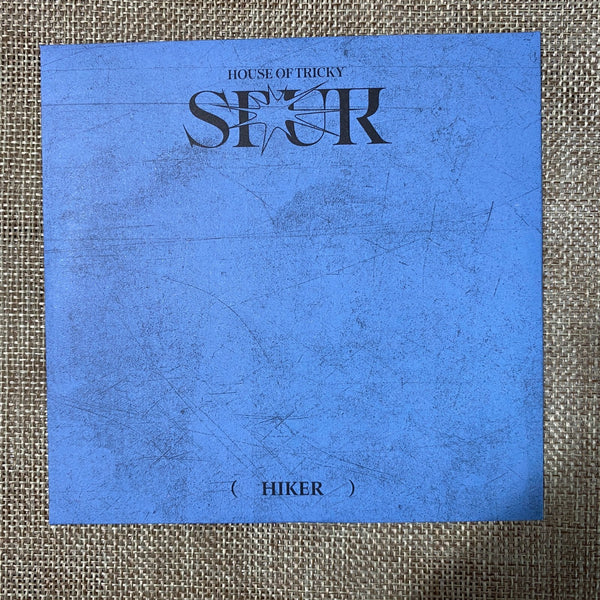 HOUSE OF TRICKY
SPUR
( HIKER )